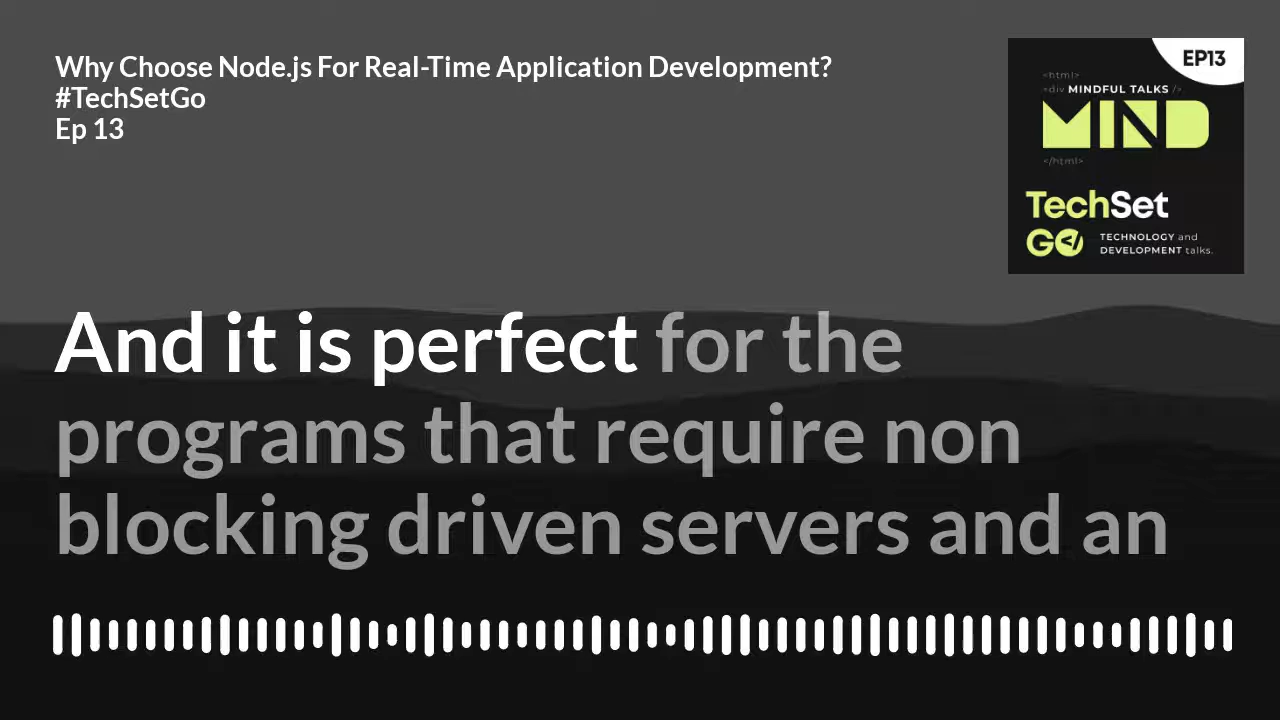 Why Choose Node.js For Real-Time Application Development?
#TechSetGo
Ep 13
EP13
<html>
<div MINDFUL TALKS />
MIND
</html>
TechSet
GO
TECHNOLOGY and
DEVELOPMENT talks.
And it is perfect for the
programs that require non
blocking driven servers and an